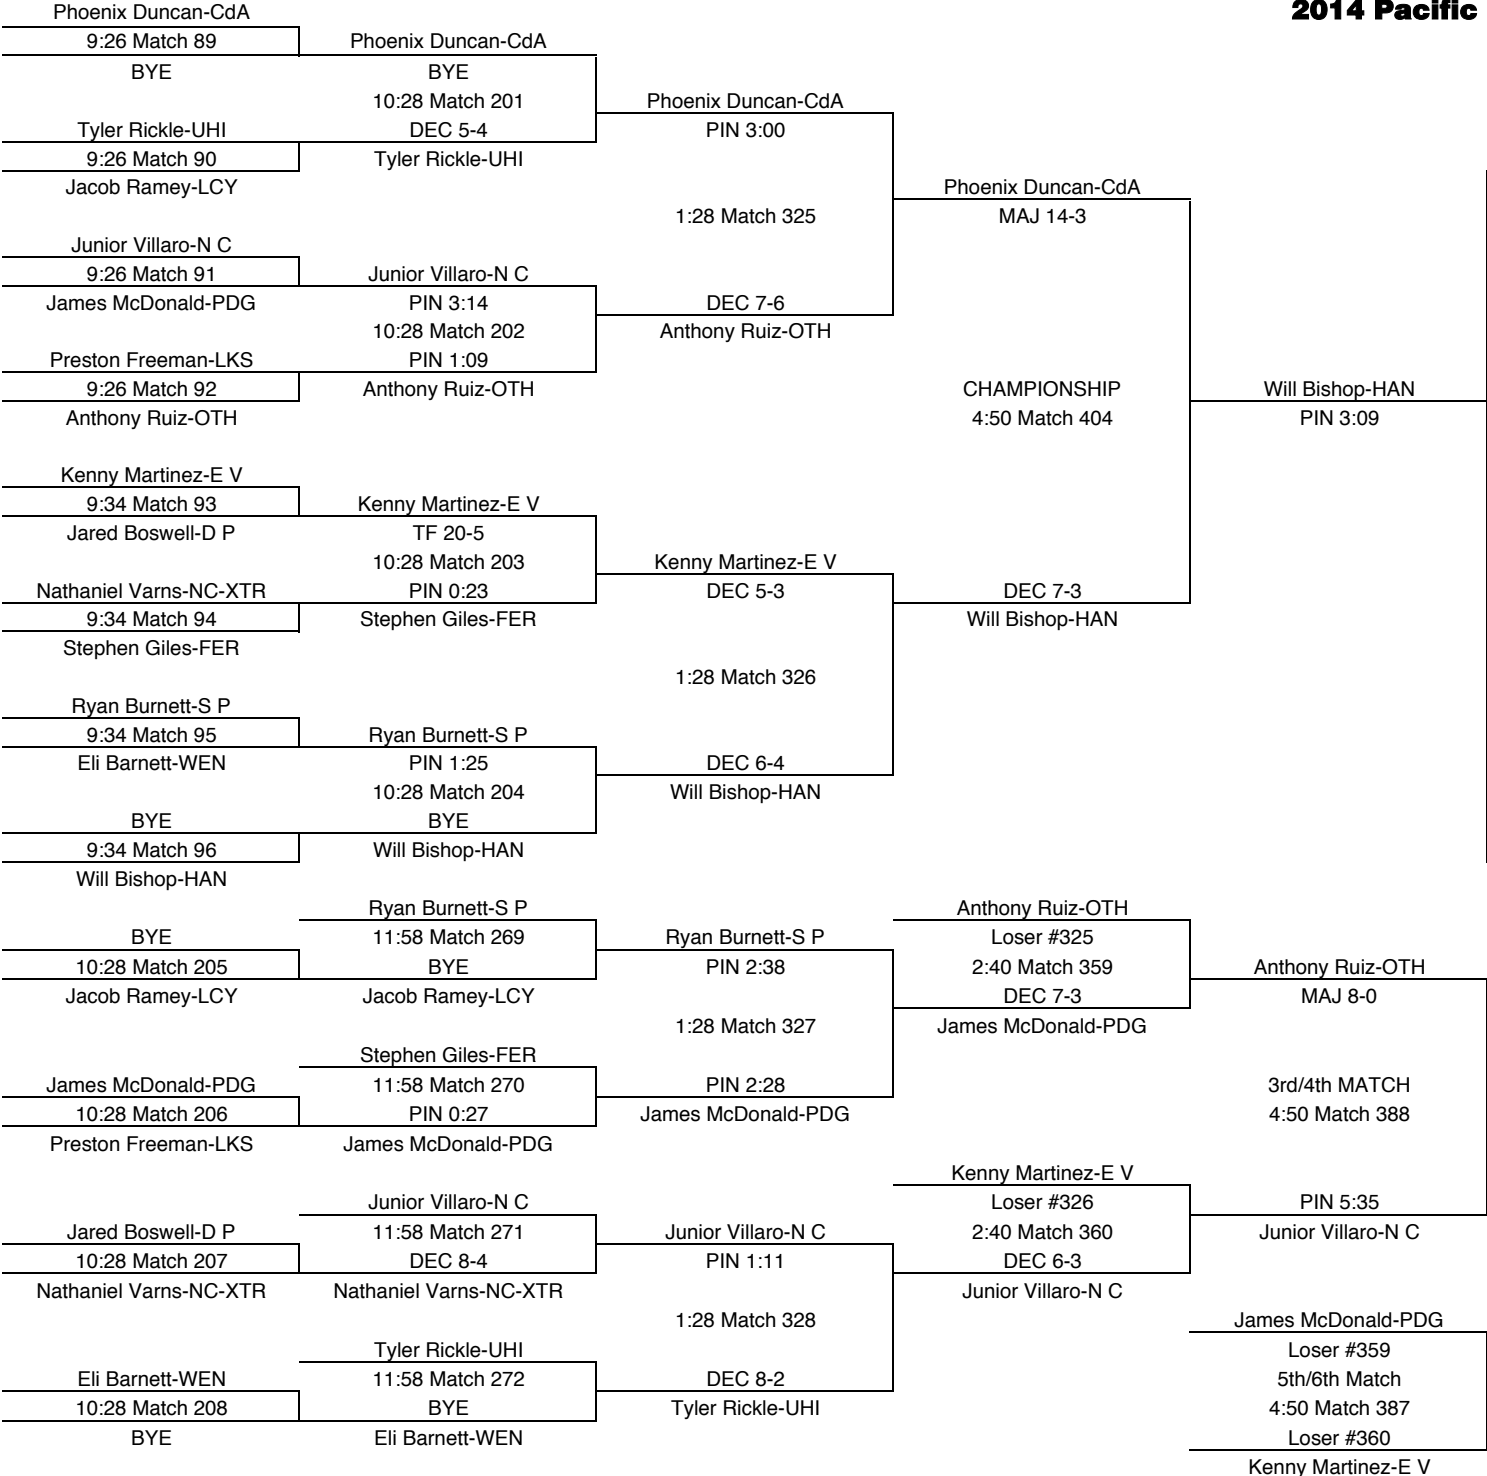 2014 Pacific
Phoenix Duncan-CdA
9:26 Match 89
BYE
Tyler Rickle-UHI
9:26 Match 90
Jacob Ramey-LCY
Junior Villaro-N C
9:26 Match 91
James McDonald-PDG
Preston Freeman-LKS
9:26 Match 92
Anthony Ruiz-OTH
Kenny Martinez-E V
9:34 Match 93
Jared Boswell-D P
Nathaniel Varns-NC-XTR
9:34 Match 94
Stephen Giles-FER
Ryan Burnett-S P
9:34 Match 95
Eli Barnett-WEN
BYE
9:34 Match 96
Will Bishop-HAN
Phoenix Duncan-CdA
BYE
10:28 Match 201
DEC 5-4
Tyler Rickle-UHI
Junior Villaro-N C
PIN 3:14
10:28 Match 202
PIN 1:09
Anthony Ruiz-OTH
Kenny Martinez-E V
TF 20-5
10:28 Match 203
PIN 0:23
Stephen Giles-FER
Ryan Burnett-S P
PIN 1:25
10:28 Match 204
BYE
Will Bishop-HAN
Phoenix Duncan-CdA
PIN 3:00
1:28 Match 325
DEC 7-6
Anthony Ruiz-OTH
Kenny Martinez-E V
DEC 5-3
1:28 Match 326
DEC 6-4
Will Bishop-HAN
Phoenix Duncan-CdA
MAJ 14-3
CHAMPIONSHIP
4:50 Match 404
DEC 7-3
Will Bishop-HAN
Will Bishop-HAN
PIN 3:09
BYE
10:28 Match 205
Jacob Ramey-LCY
James McDonald-PDG
10:28 Match 206
Preston Freeman-LKS
Jared Boswell-D P
10:28 Match 207
Nathaniel Varns-NC-XTR
Eli Barnett-WEN
10:28 Match 208
BYE
Ryan Burnett-S P
11:58 Match 269
BYE
Jacob Ramey-LCY
Stephen Giles-FER
11:58 Match 270
PIN 0:27
James McDonald-PDG
Junior Villaro-N C
11:58 Match 271
DEC 8-4
Nathaniel Varns-NC-XTR
Tyler Rickle-UHI
11:58 Match 272
BYE
Eli Barnett-WEN
Ryan Burnett-S P
PIN 2:38
1:28 Match 327
PIN 2:28
James McDonald-PDG
Junior Villaro-N C
PIN 1:11
1:28 Match 328
DEC 8-2
Tyler Rickle-UHI
Anthony Ruiz-OTH
Loser #325
2:40 Match 359
DEC 7-3
James McDonald-PDG
Kenny Martinez-E V
Loser #326
2:40 Match 360
DEC 6-3
Junior Villaro-N C
Anthony Ruiz-OTH
MAJ 8-0
3rd/4th MATCH
4:50 Match 388
PIN 5:35
Junior Villaro-N C
James McDonald-PDG
Loser #359
5th/6th Match
4:50 Match 387
Loser #360
Kenny Martinez-E V